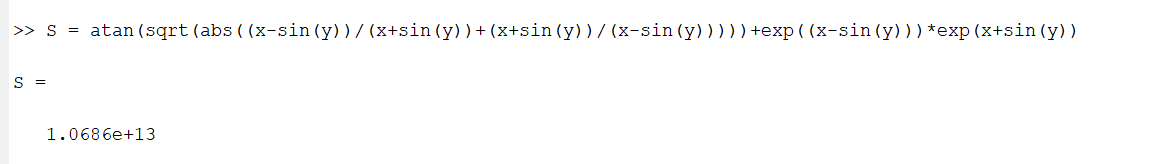 >> S = atan(sqrt(abs((x-sin(y))/(x+sin(y))+(x+sin(y))/(x-sin(y)))))+exp((x-sin(y)))*exp(x+sin(y))
S =
1.0686e+13